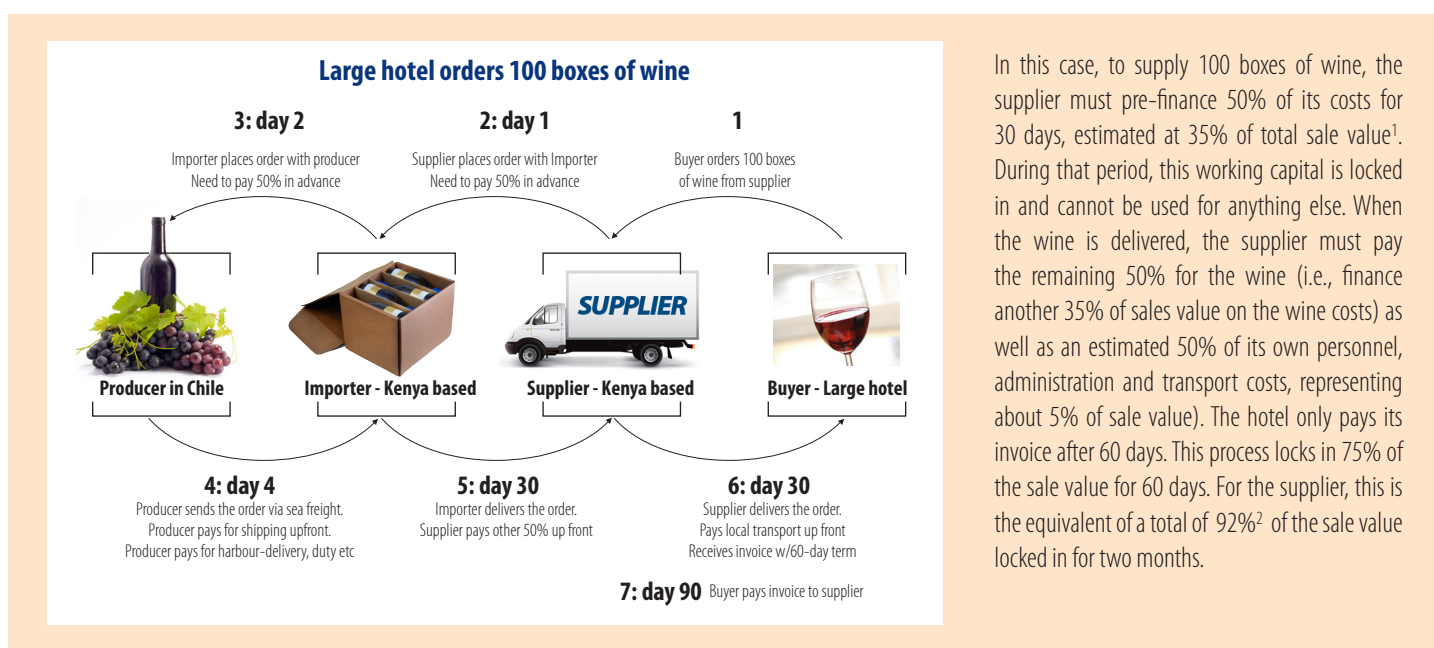 Large hotel orders 100 boxes of wine
3: day 2
Importer places order with producer
Need to pay 50% in advance
2: day 1
Supplier places order with Importer
Need to pay 50% in advance
1
Buyer orders 100 boxes
of wine from supplier
SUPPLIER
Producer in Chile
Importer - Kenya based
Supplier - Kenya based
Buyer - Large hotel
4: day 4
Producer sends the order via sea freight.
Producer pays for shipping upfront.
Producer pays for harbour-delivery, duty etc
5: day 30
Importer delivers the order.
Supplier pays other 50% up front
6: day 30
Supplier delivers the order.
Pays local transport up front
Receives invoice w/60-day term
7: day 90 Buyer pays invoice to supplier
In this case, to supply 100 boxes of wine, the
supplier must pre-finance 50% of its costs for
30 days, estimated at 35% of total sale value¹.
During that period, this working capital is locked
in and cannot be used for anything else. When
the wine is delivered, the supplier must pay
the remaining 50% for the wine (i.e., finance
another 35% of sales value on the wine costs) as
well as an estimated 50% of its own personnel,
administration and transport costs, representing
about 5% of sale value). The hotel only pays its
invoice after 60 days. This process locks in 75% of
the sale value for 60 days. For the supplier, this is
the equivalent of a total of 92%² of the sale value
locked in for two months.